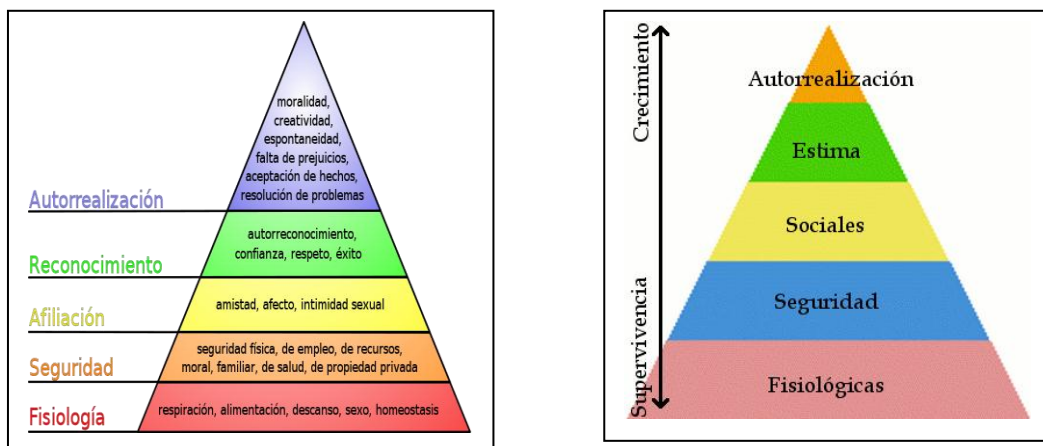 moralidad,
creatividad,
espontaneidad,
falta de prejuicios,
aceptación de hechos,
resolución de problemas
Autorrealización
autorreconocimiento,
confianza, respeto, éxito
Reconocimiento
amistad, afecto, intimidad sexual
Afiliación
seguridad física, de empleo, de recursos,
moral, familiar, de salud, de propiedad privada
Seguridad
respiración, alimentación, descanso, sexo, homeostasis
Fisiología
Crecimiento
Supervivencia
Autorrealización
Estima
Sociales
Seguridad
Fisiológicas